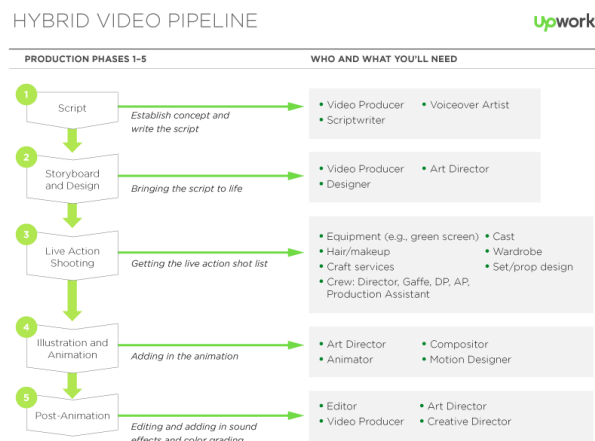 HYBRID VIDEO PIPELINE
Upwork
PRODUCTION PHASES 1–5
WHO AND WHAT YOU'LL NEED
1
Script
Establish concept and
write the script
• Video Producer • Voiceover Artist
• Scriptwriter
2
Storyboard
and Design
Bringing the script to life
• Video Producer • Art Director
• Designer
3
Live Action
Shooting
Getting the live action shot list
• Equipment (e.g., green screen) • Cast
• Hair/makeup • Wardrobe
• Craft services • Set/prop design
• Crew: Director, Gaffe, DP, AP,
Production Assistant
4
Illustration and
Animation
Adding in the animation
• Art Director • Compositor
• Animator • Motion Designer
5
Post-Animation
Editing and adding in sound
effects and color grading
• Editor • Art Director
• Video Producer • Creative Director